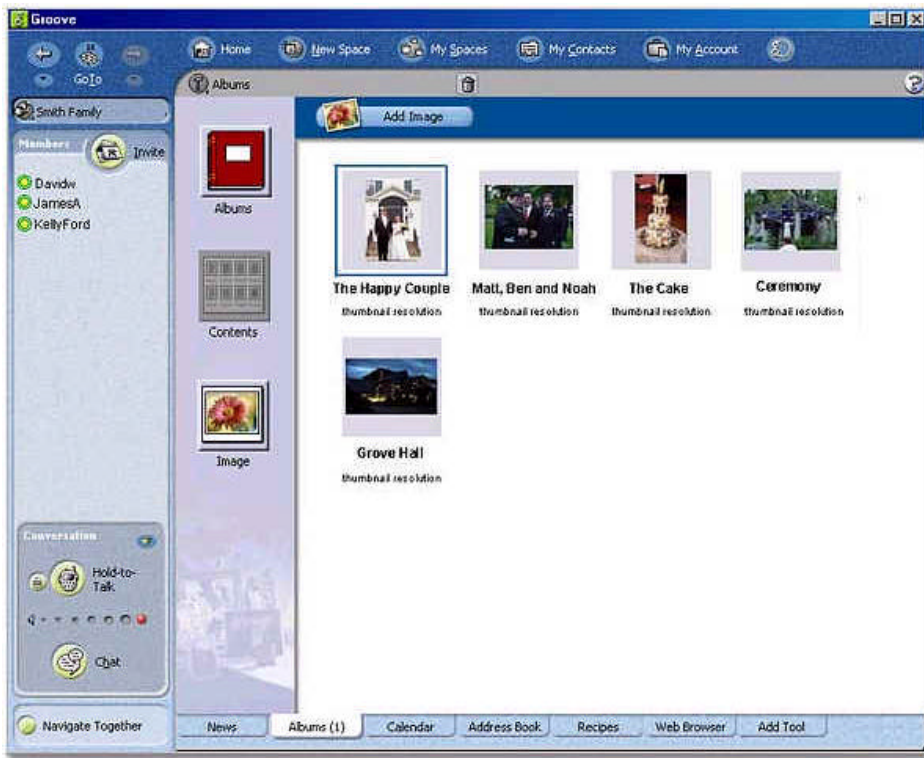 Groove
Home
New Space
My Spaces
My Contacts
My Account
GoTo
Albums
Smith Family
Add Image
Members
Invite
Davidw
JamesA
KellyFord
Albums
Contents
Image
The Happy Couple
thumbnail resolution
Matt, Ben and Noah
thumbnail resolution
The Cake
thumbnail resolution
Ceremony
thumbnail resolution
Grove Hall
thumbnail resolution
Conversation
Hold-to-
Talk
Chat
Navigate Together
News
Albums (1)
Calendar
Address Book
Recipes
Web Browser
Add Tool